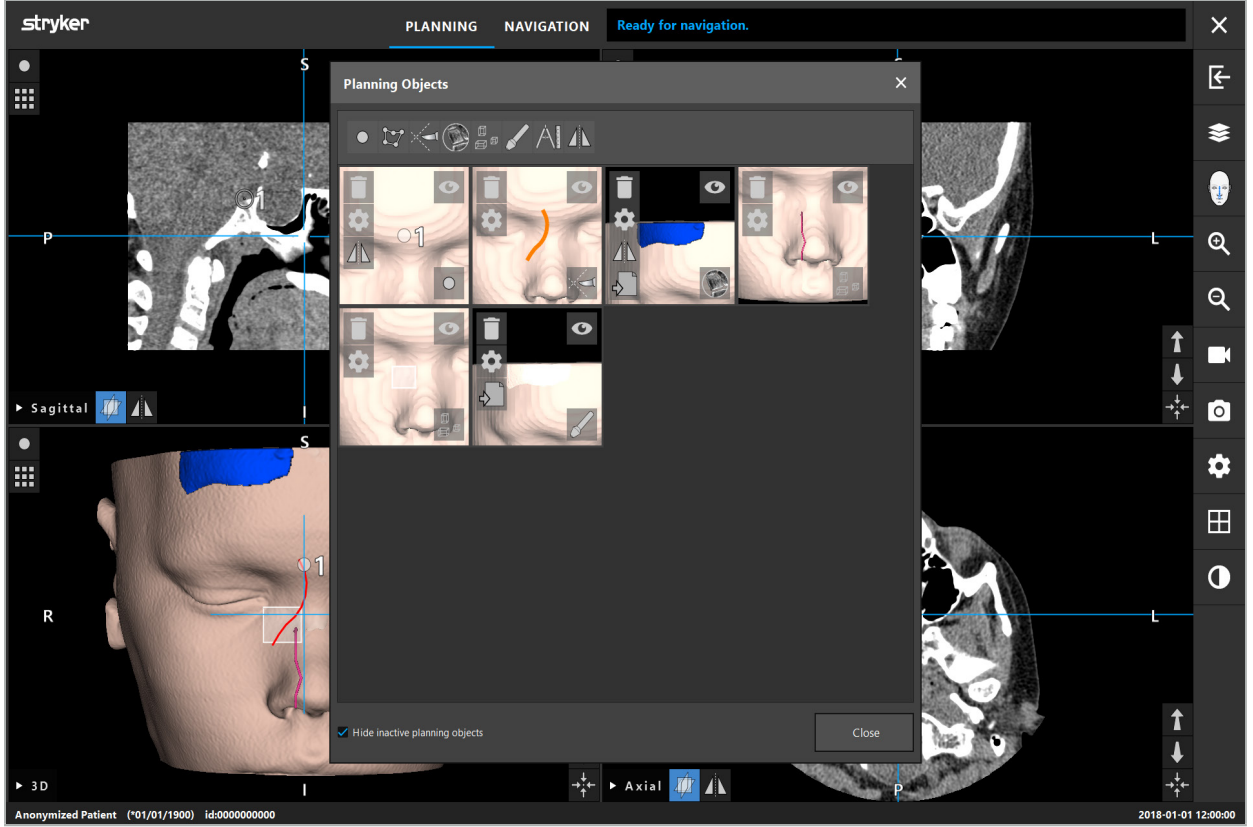 stryker
PLANNING
NAVIGATION
Ready for navigation.
S
P
1
Sagittal
I
Planning Objects
1
Hide inactive planning objects
Close
L
S
1
R
3D
I
L
Axial
P
Anonymized Patient (*01/01/1900) id:0000000000
2018-01-01 12:00:00